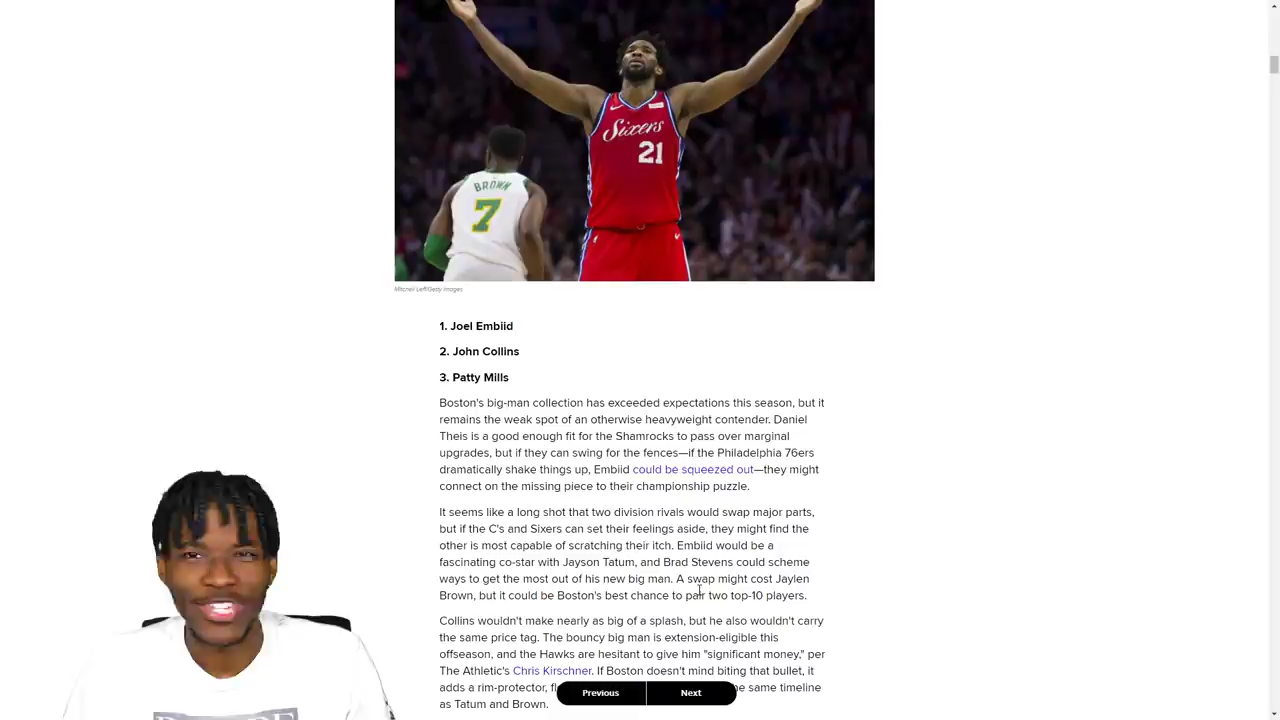 Sixers
21
BROWN
7
Mitchell Leff/Getty Images
1. Joel Embiid
2. John Collins
3. Patty Mills
Boston's big-man collection has exceeded expectations this season, but it
remains the weak spot of an otherwise heavyweight contender. Daniel
Theis is a good enough fit for the Shamrocks to pass over marginal
upgrades, but if they can swing for the fences—if the Philadelphia 76ers
dramatically shake things up, Embiid could be squeezed out—they might
connect on the missing piece to their championship puzzle.
It seems like a long shot that two division rivals would swap major parts,
but if the C's and Sixers can set their feelings aside, they might find the
other is most capable of scratching their itch. Embiid would be a
fascinating co-star with Jayson Tatum, and Brad Stevens could scheme
ways to get the most out of his new big man. A swap might cost Jaylen
Brown, but it could be Boston's best chance to pair two top-10 players.
Collins wouldn't make nearly as big of a splash, but he also wouldn't carry
the same price tag. The bouncy big man is extension-eligible this
offseason, and the Hawks are hesitant to give him "significant money," per
The Athletic's Chris Kirschner. If Boston doesn't mind biting that bullet, it
adds a rim-protector, the same timeline
as Tatum and Brown.
Previous
Next